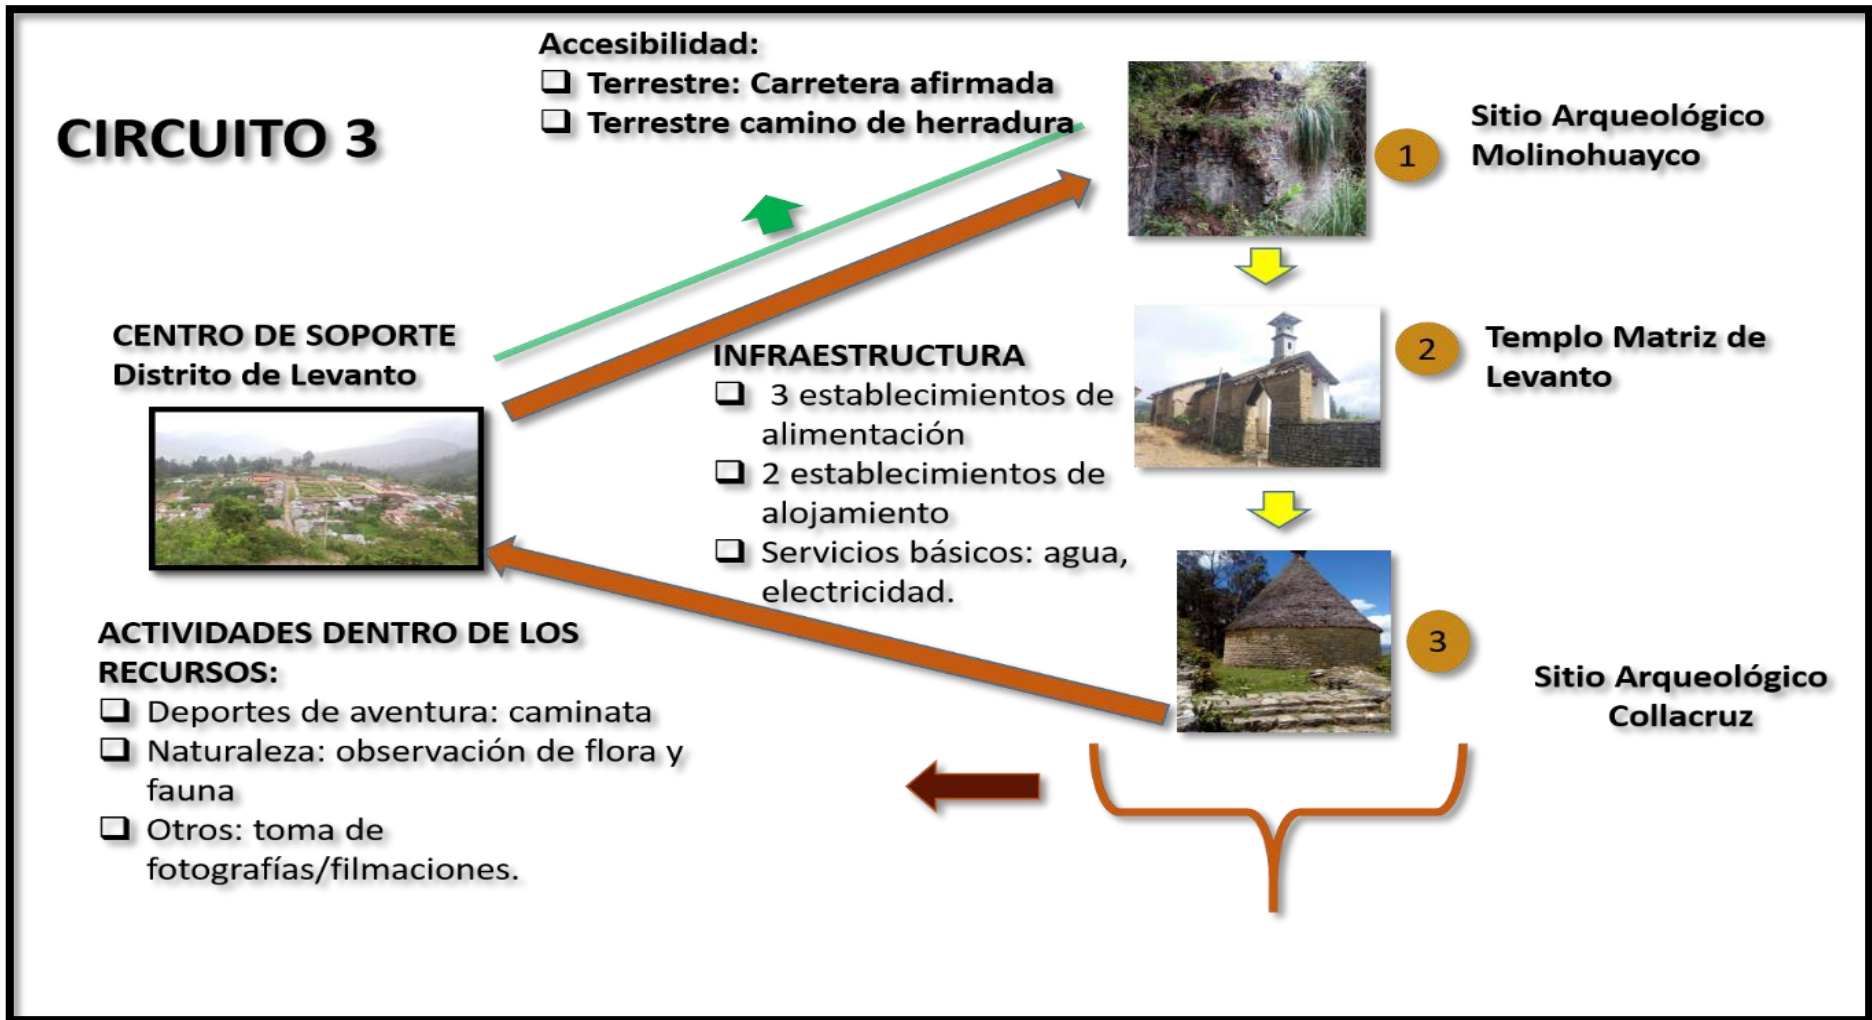 CIRCUITO 3
Accesibilidad:
❑ Terrestre: Carretera afirmada
❑ Terrestre camino de herradura
1
Sitio Arqueológico
Molinohuayco
CENTRO DE SOPORTE
Distrito de Levanto
INFRAESTRUCTURA
❑ 3 establecimientos de
alimentación
❑ 2 establecimientos de
alojamiento
❑ Servicios básicos: agua,
electricidad.
2
Templo Matriz de
Levanto
ACTIVIDADES DENTRO DE LOS
RECURSOS:
❑ Deportes de aventura: caminata
❑ Naturaleza: observación de flora y
fauna
❑ Otros: toma de
fotografías/filmaciones.
3
Sitio Arqueológico
Collacruz